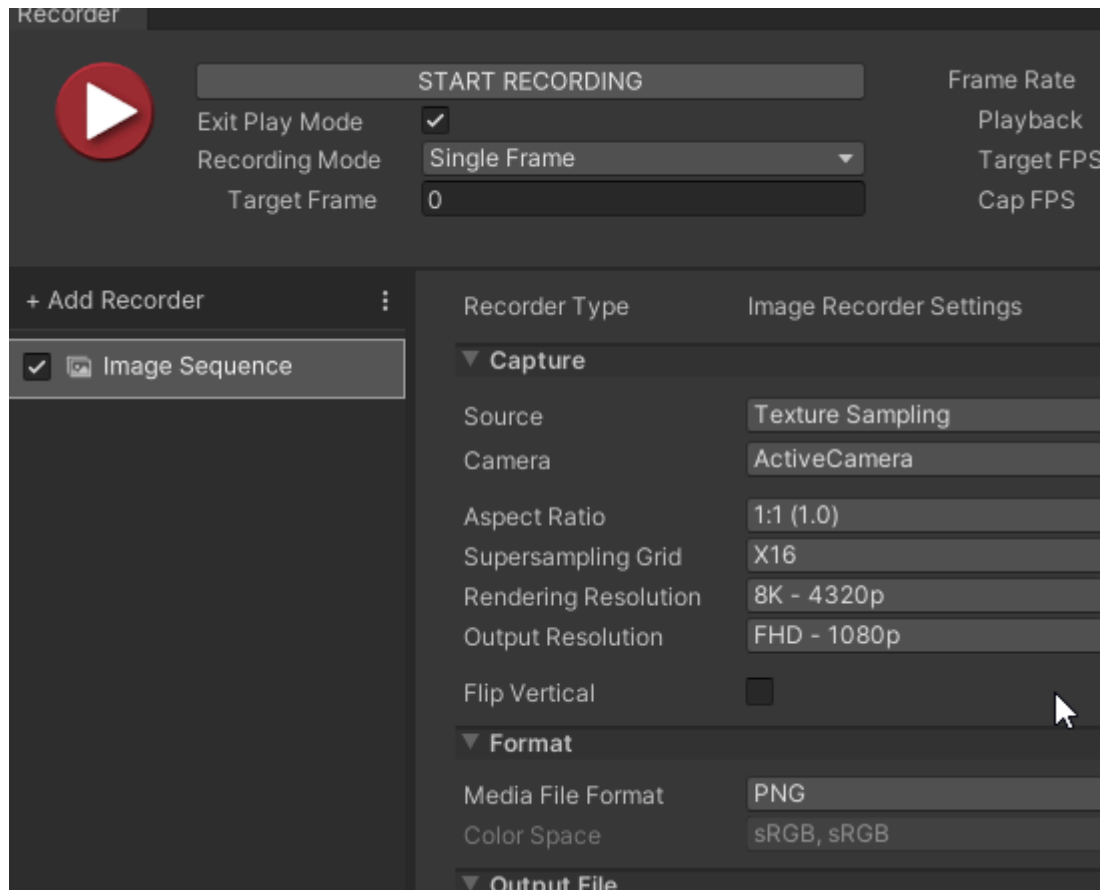 Recorder
START RECORDING
Frame Rate
Exit Play Mode
Playback
Recording Mode Single Frame
Target FPS
Target Frame 0
Cap FPS
+ Add Recorder
Image Sequence
Recorder Type Image Recorder Settings
Capture
Source Texture Sampling
Camera ActiveCamera
Aspect Ratio 1:1 (1.0)
Supersampling Grid X16
Rendering Resolution 8K - 4320p
Output Resolution FHD - 1080p
Flip Vertical
Format
Media File Format PNG
Color Space sRGB, sRGB
Output File